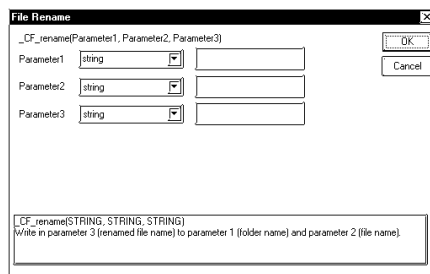 File Rename
_CF_rename(Parameter1, Parameter2, Parameter3)
OK
Parameter1 string
Cancel
Parameter2 string
Parameter3 string
_CF_rename(STRING, STRING, STRING)
Write in parameter 3 (renamed file name) to parameter 1 (folder name) and parameter 2 (file name).